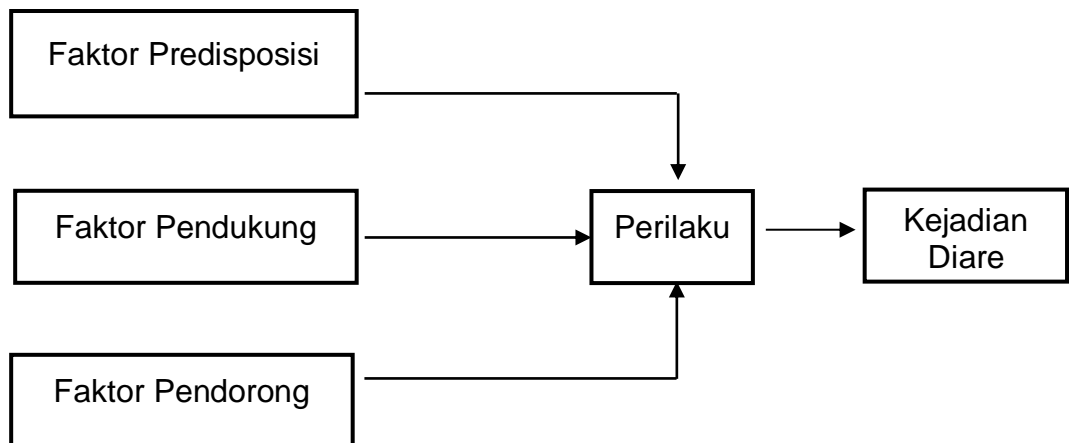 Faktor Predisposisi
Faktor Pendukung
Perilaku
Kejadian
Diare
Faktor Pendorong